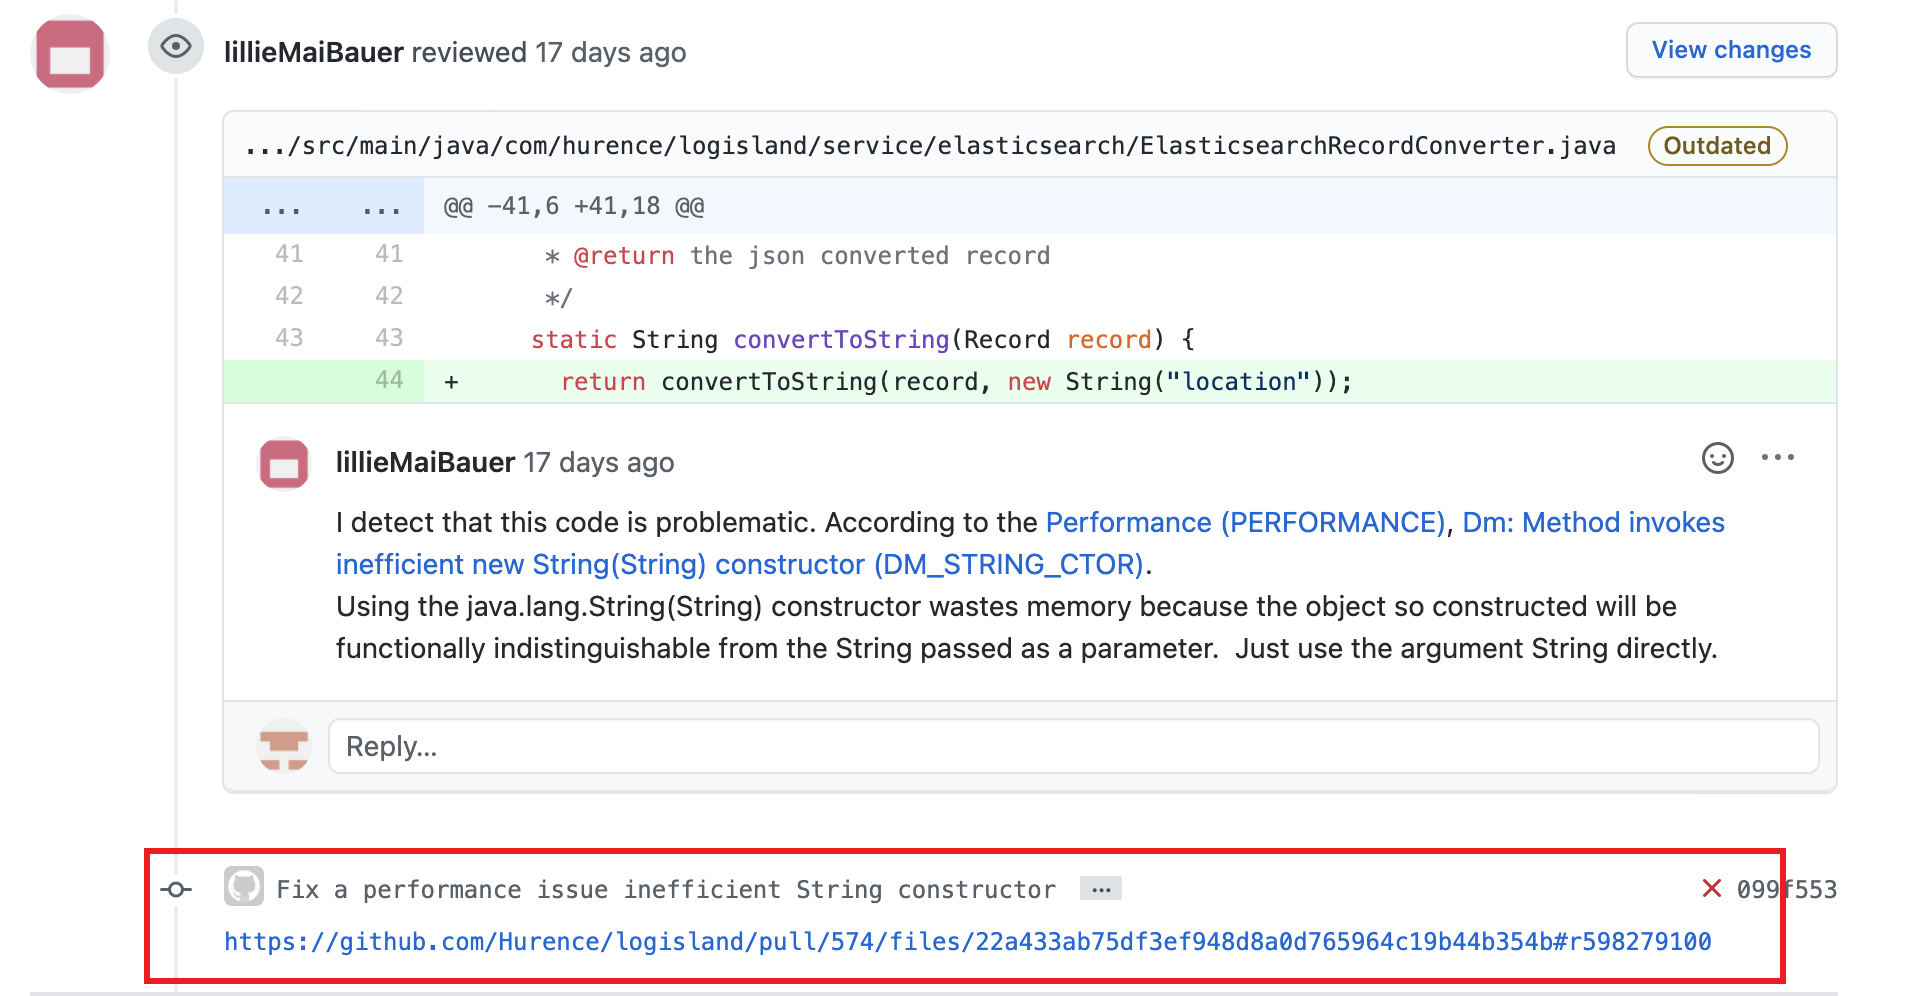 lillieMaiBauer reviewed 17 days ago
View changes
.../src/main/java/com/hurence/logisland/service/elasticsearch/ElasticsearchRecordConverter.java
Outdated
... ... @@ -41,6 +41,18 @@
41 41 * @return the json converted record
42 42 */
43 43 static String convertToString(Record record) {
44 + return convertToString(record, new String("location"));
lillieMaiBauer 17 days ago
I detect that this code is problematic. According to the Performance (PERFORMANCE), Dm: Method invokes
inefficient new String(String) constructor (DM_STRING_CTOR).
Using the java.lang.String(String) constructor wastes memory because the object so constructed will be
functionally indistinguishable from the String passed as a parameter.  Just use the argument String directly.
Reply...
Fix a performance issue inefficient String constructor ... 099f553
https://github.com/Hurence/logisland/pull/574/files/22a433ab75df3ef948d8a0d765964c19b44b354b#r598279100